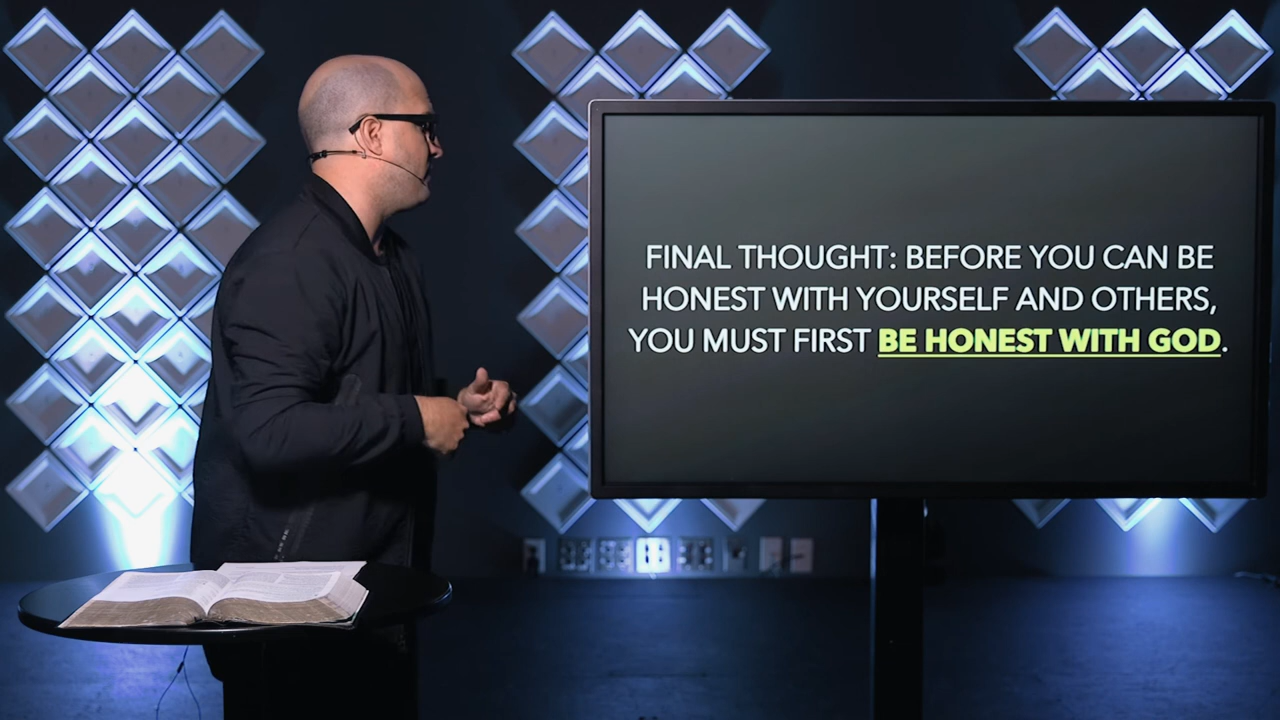 FINAL THOUGHT: BEFORE YOU CAN BE
HONEST WITH YOURSELF AND OTHERS,
YOU MUST FIRST BE HONEST WITH GOD.